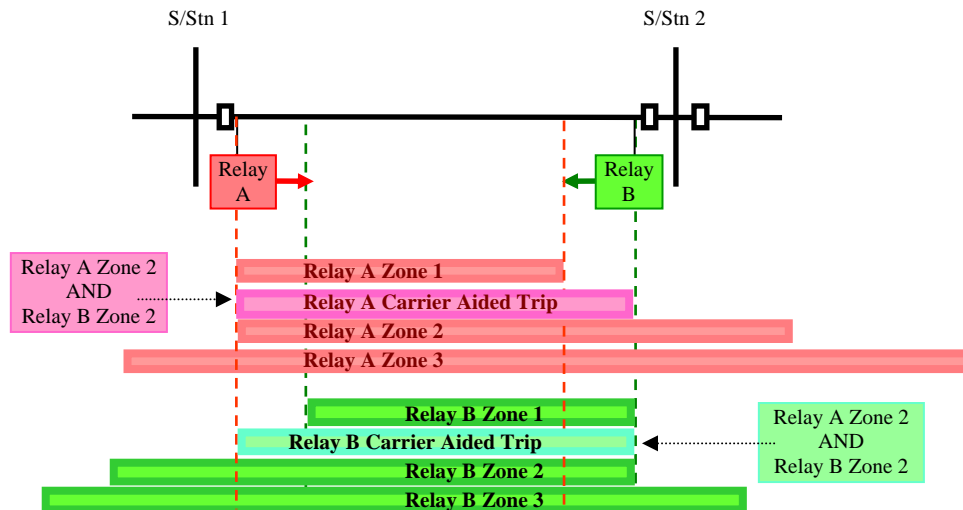 S/Stn 1
S/Stn 2
Relay
A
Relay
B
Relay A Zone 2
AND
Relay B Zone 2
Relay A Zone 1
Relay A Carrier Aided Trip
Relay A Zone 2
Relay A Zone 3
Relay B Zone 1
Relay B Carrier Aided Trip
Relay B Zone 2
Relay B Zone 3
Relay A Zone 2
AND
Relay B Zone 2